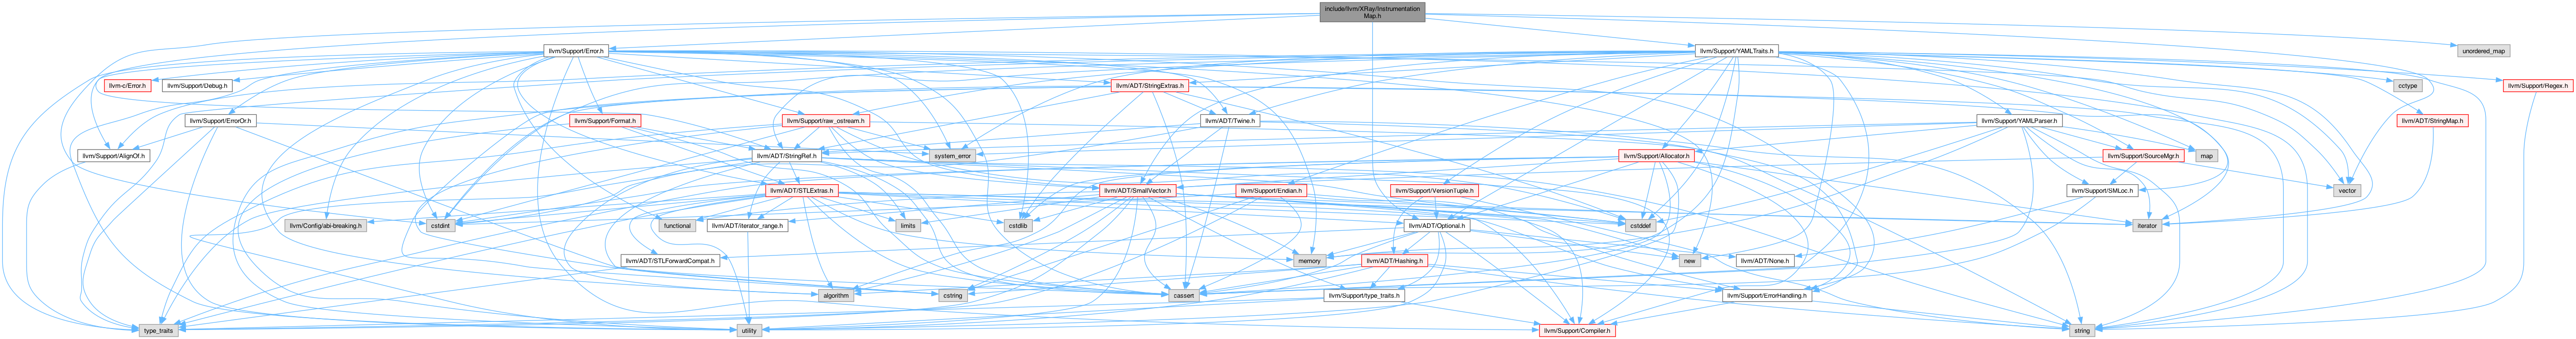 include/llvm/XRay/Instrumentation
Map.h
llvm/Support/Error.h
llvm/Support/YAMLTraits.h
unordered_map
llvm-c/Error.h
llvm/Support/Debug.h
llvm/ADT/StringExtras.h
cctype
llvm/Support/Regex.h
llvm/Support/ErrorOr.h
llvm/Support/Format.h
llvm/Support/raw_ostream.h
llvm/ADT/Twine.h
llvm/Support/YAMLParser.h
llvm/ADT/StringMap.h
llvm/Support/AlignOf.h
llvm/ADT/StringRef.h
system_error
llvm/Support/Allocator.h
llvm/Support/SourceMgr.h
map
llvm/ADT/STLExtras.h
llvm/ADT/SmallVector.h
llvm/Support/Endian.h
llvm/Support/VersionTuple.h
llvm/Support/SMLoc.h
vector
llvm/Config/abi-breaking.h
cstdint
functional
llvm/ADT/iterator_range.h
limits
cstdlib
llvm/ADT/Optional.h
cstddef
iterator
llvm/ADT/STLForwardCompat.h
memory
llvm/ADT/Hashing.h
new
llvm/ADT/None.h
algorithm
cstring
cassert
llvm/Support/type_traits.h
llvm/Support/ErrorHandling.h
type_traits
utility
llvm/Support/Compiler.h
string